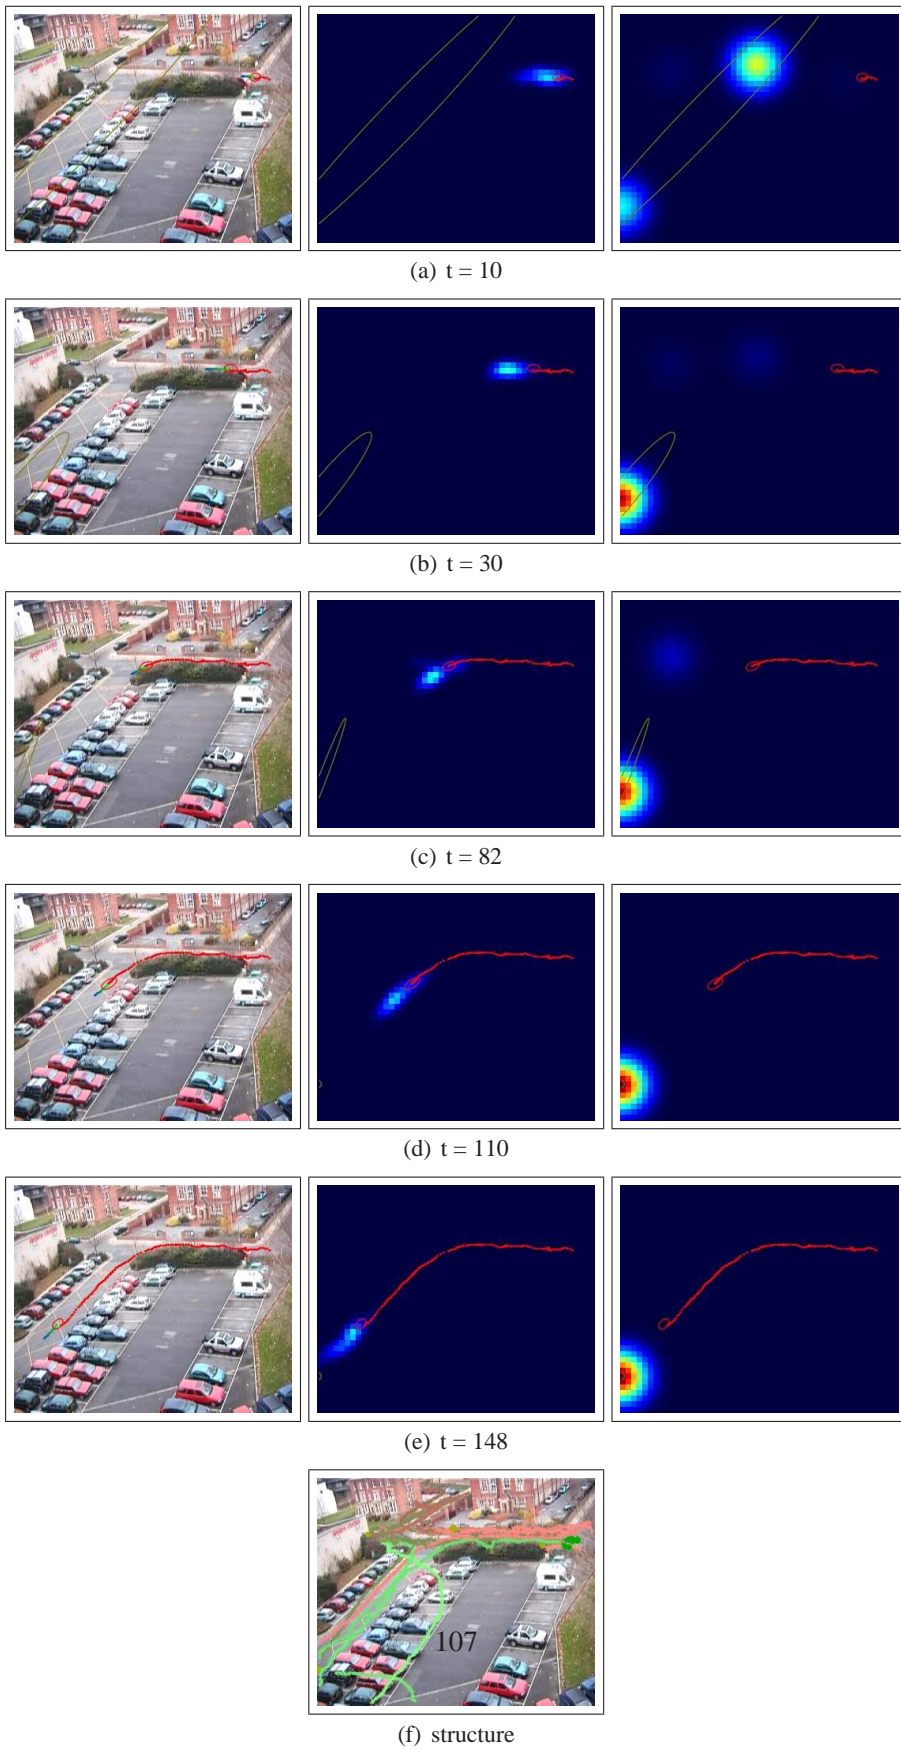 (a) t = 10
(b) t = 30
(c) t = 82
(d) t = 110
(e) t = 148
107
(f) structure